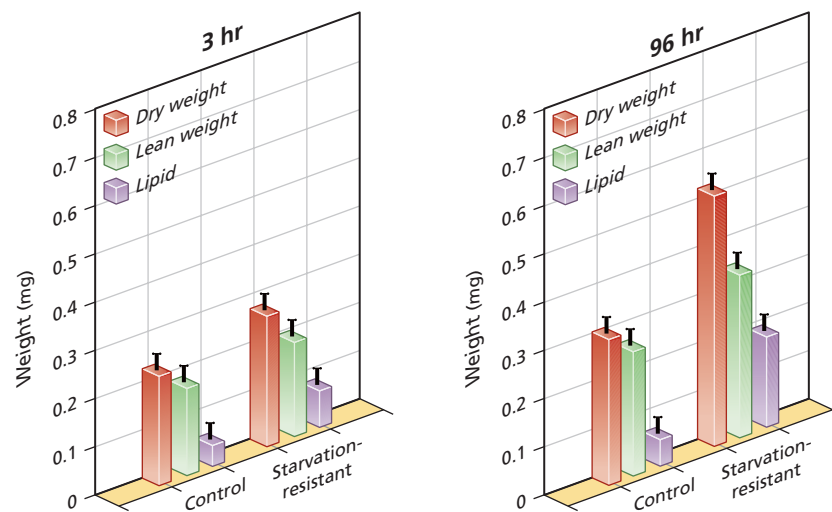 3 hr
Weight (mg)
0.8
0.7
0.6
0.5
0.4
0.3
0.2
0.1
0
Dry weight
Lean weight
Lipid
Control
Starvation-
resistant
96 hr
Weight (mg)
0.8
0.7
0.6
0.5
0.4
0.3
0.2
0.1
0
Dry weight
Lean weight
Lipid
Control
Starvation-
resistant